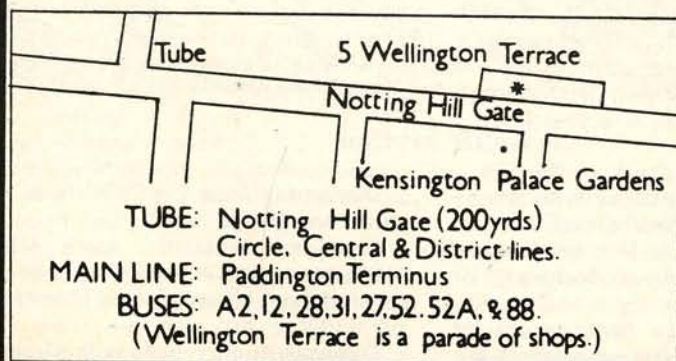 Tube
5 Wellington Terrace
*
Notting Hill Gate
Kensington Palace Gardens
TUBE: Notting Hill Gate (200yrds)
Circle. Central & District lines.
MAIN LINE: Paddington Terminus
BUSES: A2, 12, 28, 31, 27. 52. 52A, & 88.
(Wellington Terrace is a parade of shops.)